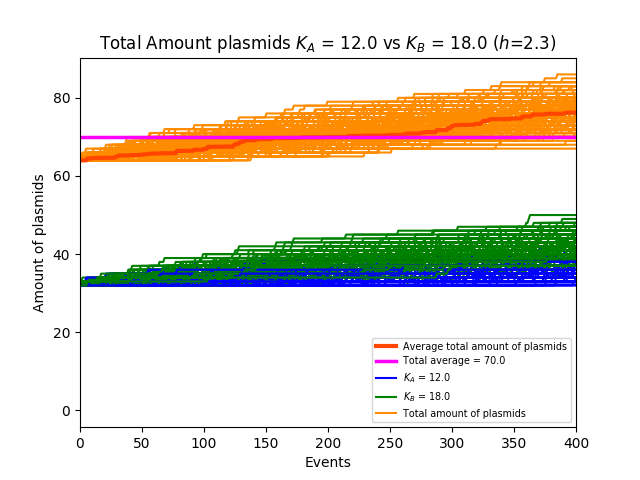 Total Amount plasmids K_A = 12.0 vs K_B = 18.0 (h=2.3)
Amount of plasmids
80
60
40
20
0
Average total amount of plasmids
Total average = 70.0
K_A = 12.0
K_B = 18.0
Total amount of plasmids
0 50 100 150 200 250 300 350 400
Events